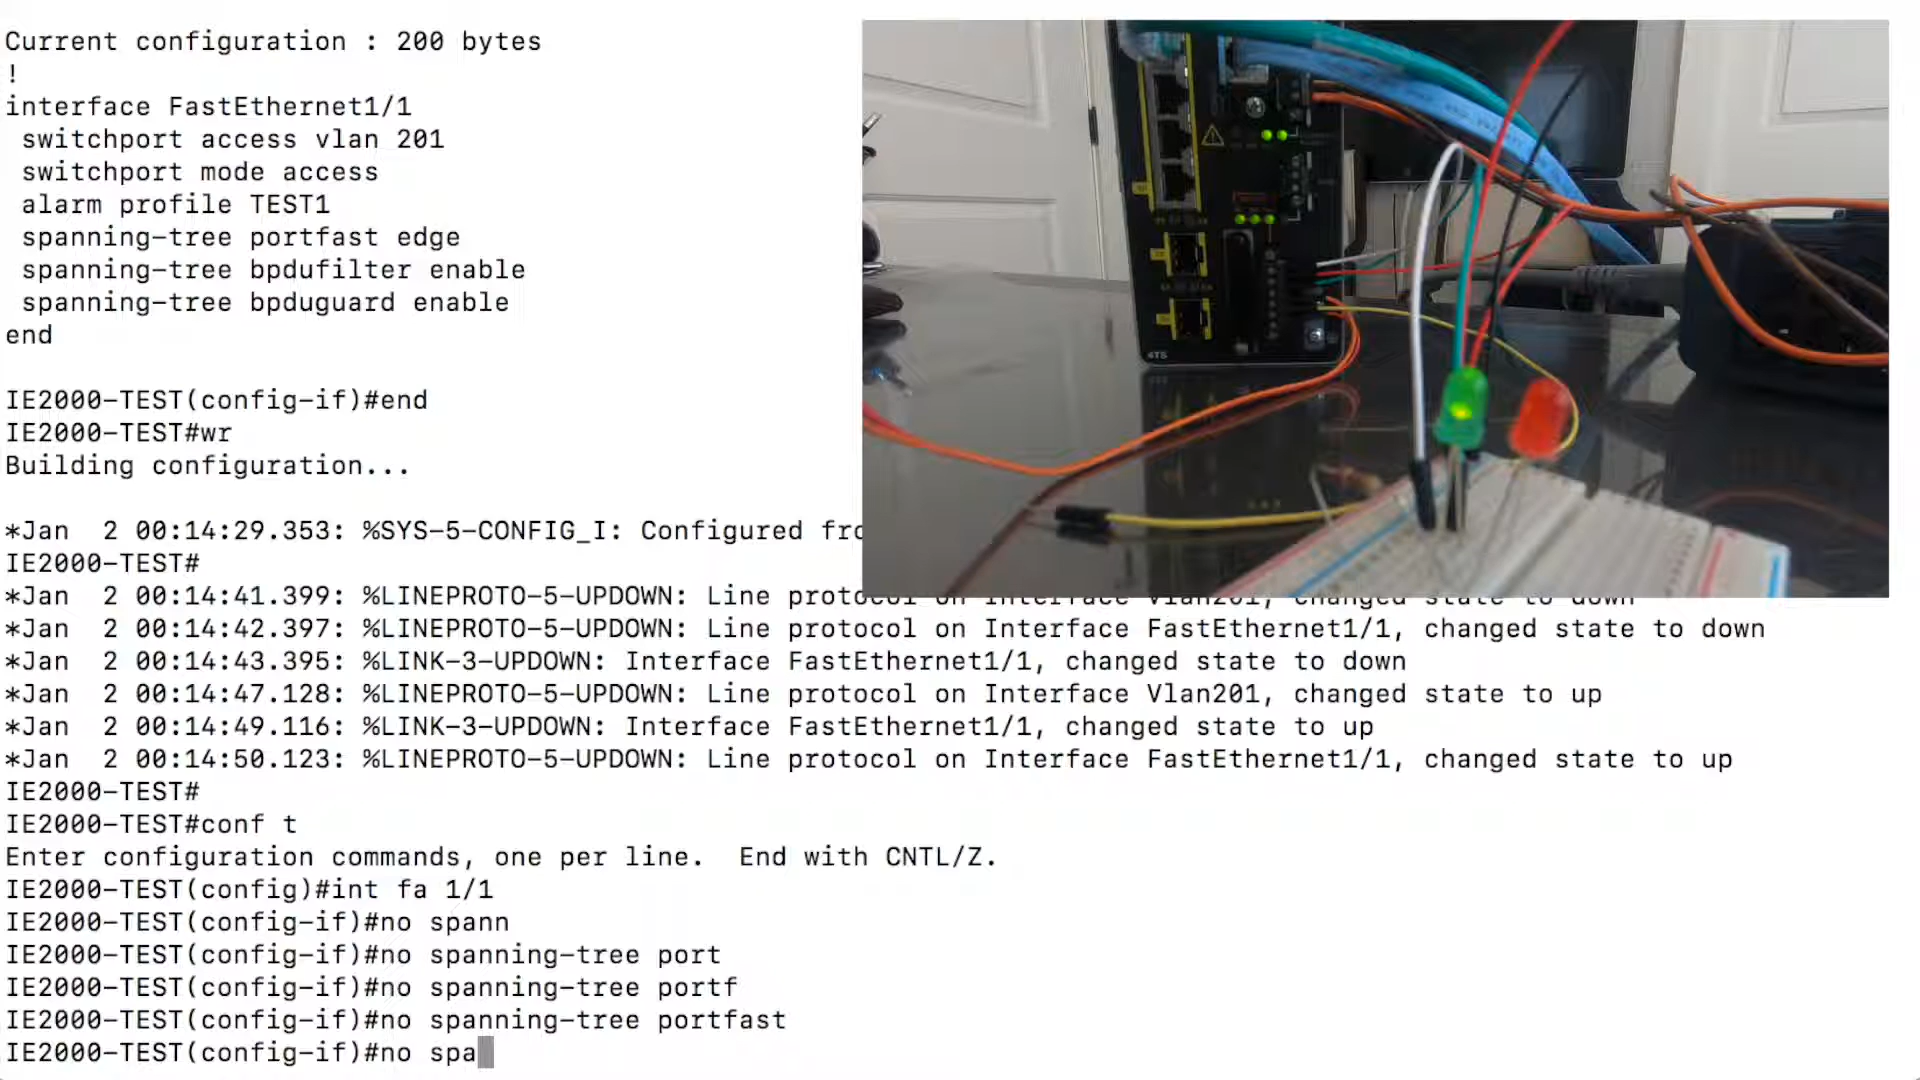 Current configuration : 200 bytes
!
interface FastEthernet1/1
 switchport access vlan 201
 switchport mode access
 alarm profile TEST1
 spanning-tree portfast edge
 spanning-tree bpdufilter enable
 spanning-tree bpduguard enable
end
IE2000-TEST(config-if)#end
IE2000-TEST#wr
Building configuration...
*Jan  2 00:14:29.353: %SYS-5-CONFIG_I: Configured
IE2000-TEST#
*Jan  2 00:14:41.399: %LINEPROTO-5-UPDOWN: Line protocol on Interface Vlan201, changed state to down
*Jan  2 00:14:42.397: %LINEPROTO-5-UPDOWN: Line protocol on Interface FastEthernet1/1, changed state to down
*Jan  2 00:14:43.395: %LINK-3-UPDOWN: Interface FastEthernet1/1, changed state to down
*Jan  2 00:14:47.128: %LINEPROTO-5-UPDOWN: Line protocol on Interface Vlan201, changed state to up
*Jan  2 00:14:49.116: %LINK-3-UPDOWN: Interface FastEthernet1/1, changed state to up
*Jan  2 00:14:50.123: %LINEPROTO-5-UPDOWN: Line protocol on Interface FastEthernet1/1, changed state to up
IE2000-TEST#
IE2000-TEST#conf t
Enter configuration commands, one per line.  End with CNTL/Z.
IE2000-TEST(config)#int fa 1/1
IE2000-TEST(config-if)#no spann
IE2000-TEST(config-if)#no spanning-tree port
IE2000-TEST(config-if)#no spanning-tree portf
IE2000-TEST(config-if)#no spanning-tree portfast
IE2000-TEST(config-if)#no spa
4TS